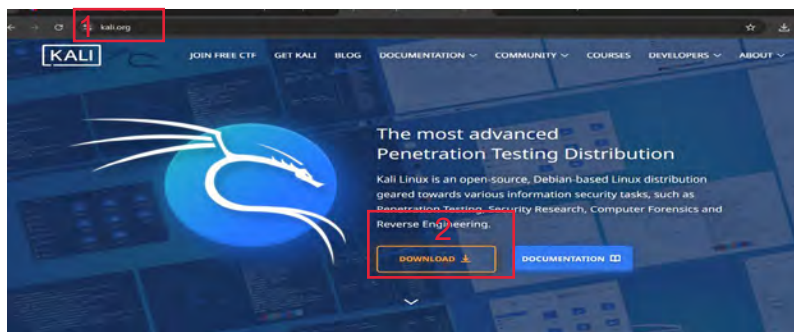 1
kali.org
KALI
JOIN FREE CTF GET KALI BLOG DOCUMENTATION COMMUNITY COURSES DEVELOPERS ABOUT
The most advanced
Penetration Testing Distribution
Kali Linux is an open-source, Debian-based Linux distribution
geared towards various information security tasks, such as
Penetration Testing, Security Research, Computer Forensics and
Reverse Engineering.
2
DOWNLOAD DOCUMENTATION